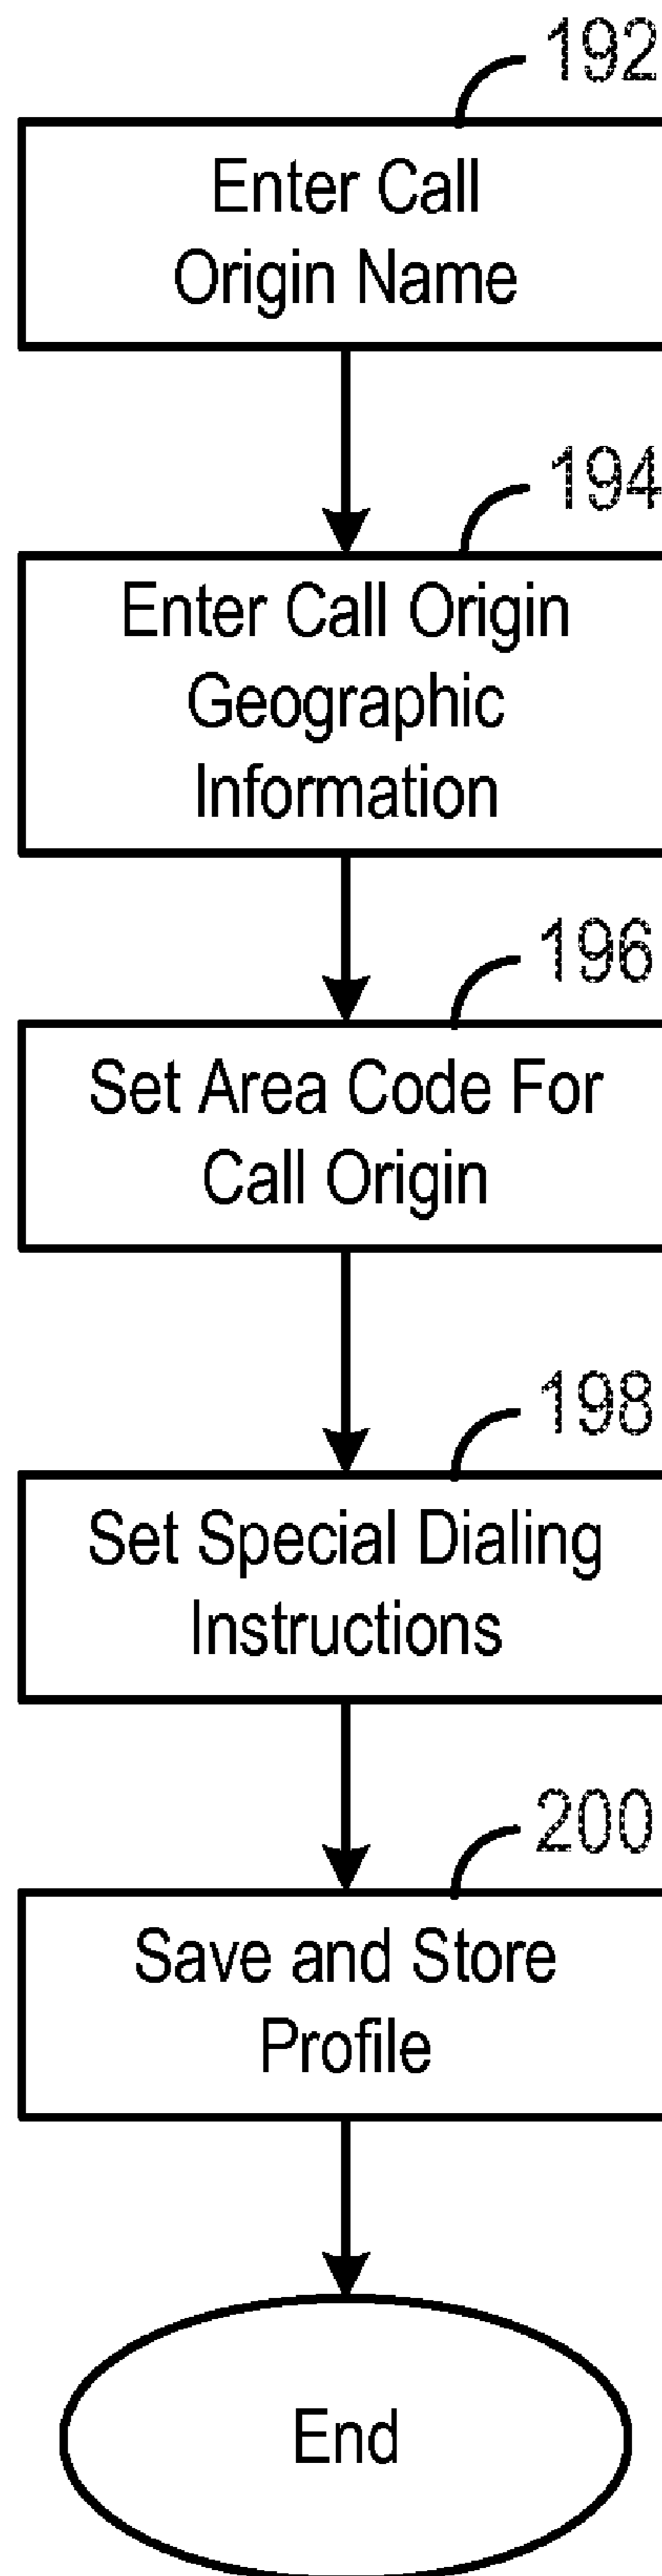 192
Enter Call
Origin Name
194
Enter Call Origin
Geographic
Information
196
Set Area Code For
Call Origin
198
Set Special Dialing
Instructions
200
Save and Store
Profile
End